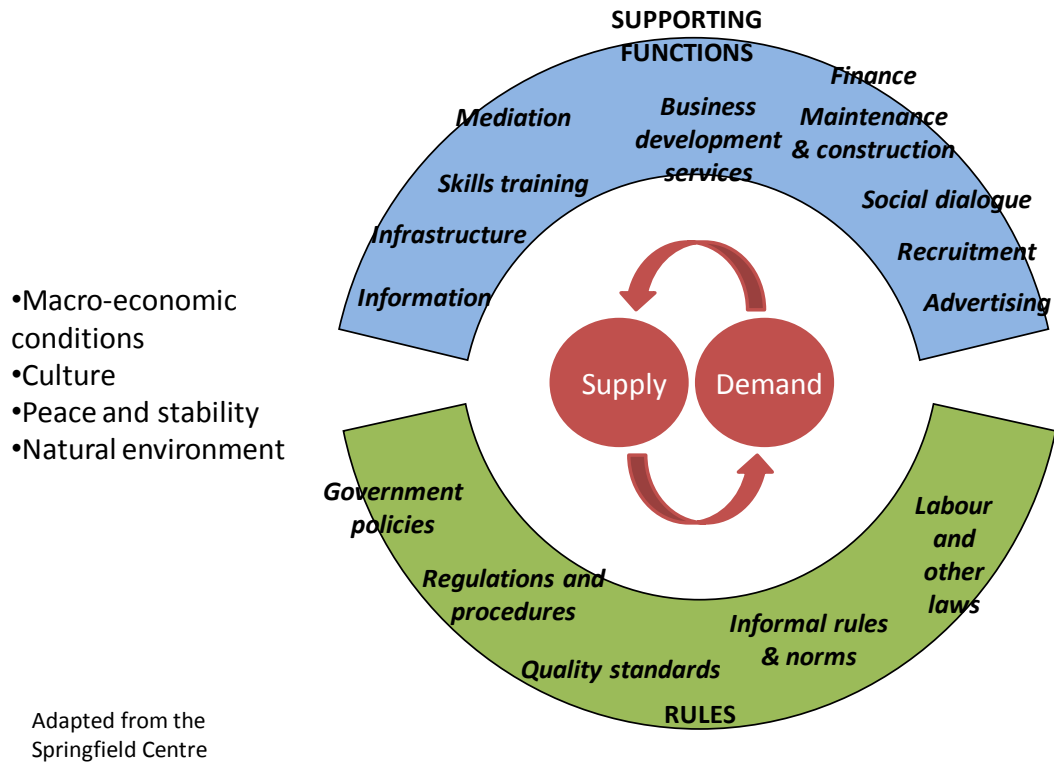 SUPPORTING
FUNCTIONS
Finance
Mediation
Business
development
services
Maintenance
& construction
Skills training
Social dialogue
Infrastructure
Recruitment
Information
Advertising
•Macro-economic
conditions
•Culture
•Peace and stability
•Natural environment
Supply
Demand
Government
policies
Regulations and
procedures
Quality standards
Informal rules
& norms
Labour
and
other
laws
RULES
Adapted from the
Springfield Centre